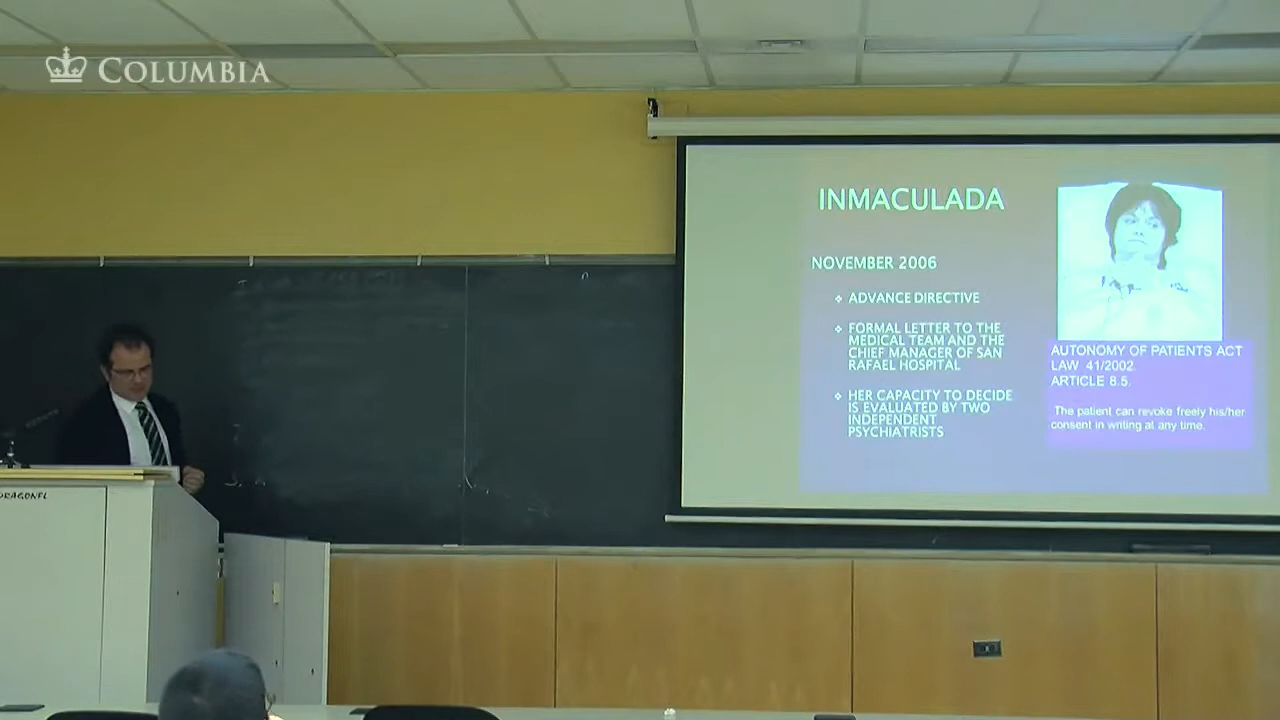 COLUMBIA
INMACULADA
NOVEMBER 2006
❖ ADVANCE DIRECTIVE
❖ FORMAL LETTER TO THE
MEDICAL TEAM AND THE
CHIEF MANAGER OF SAN
RAFAEL HOSPITAL
❖ HER CAPACITY TO DECIDE
IS EVALUATED BY TWO
INDEPENDENT
PSYCHIATRISTS
AUTONOMY OF PATIENTS ACT
LAW 41/2002.
ARTICLE 8.5.
The patient can revoke freely his/her
consent in writing at any time.